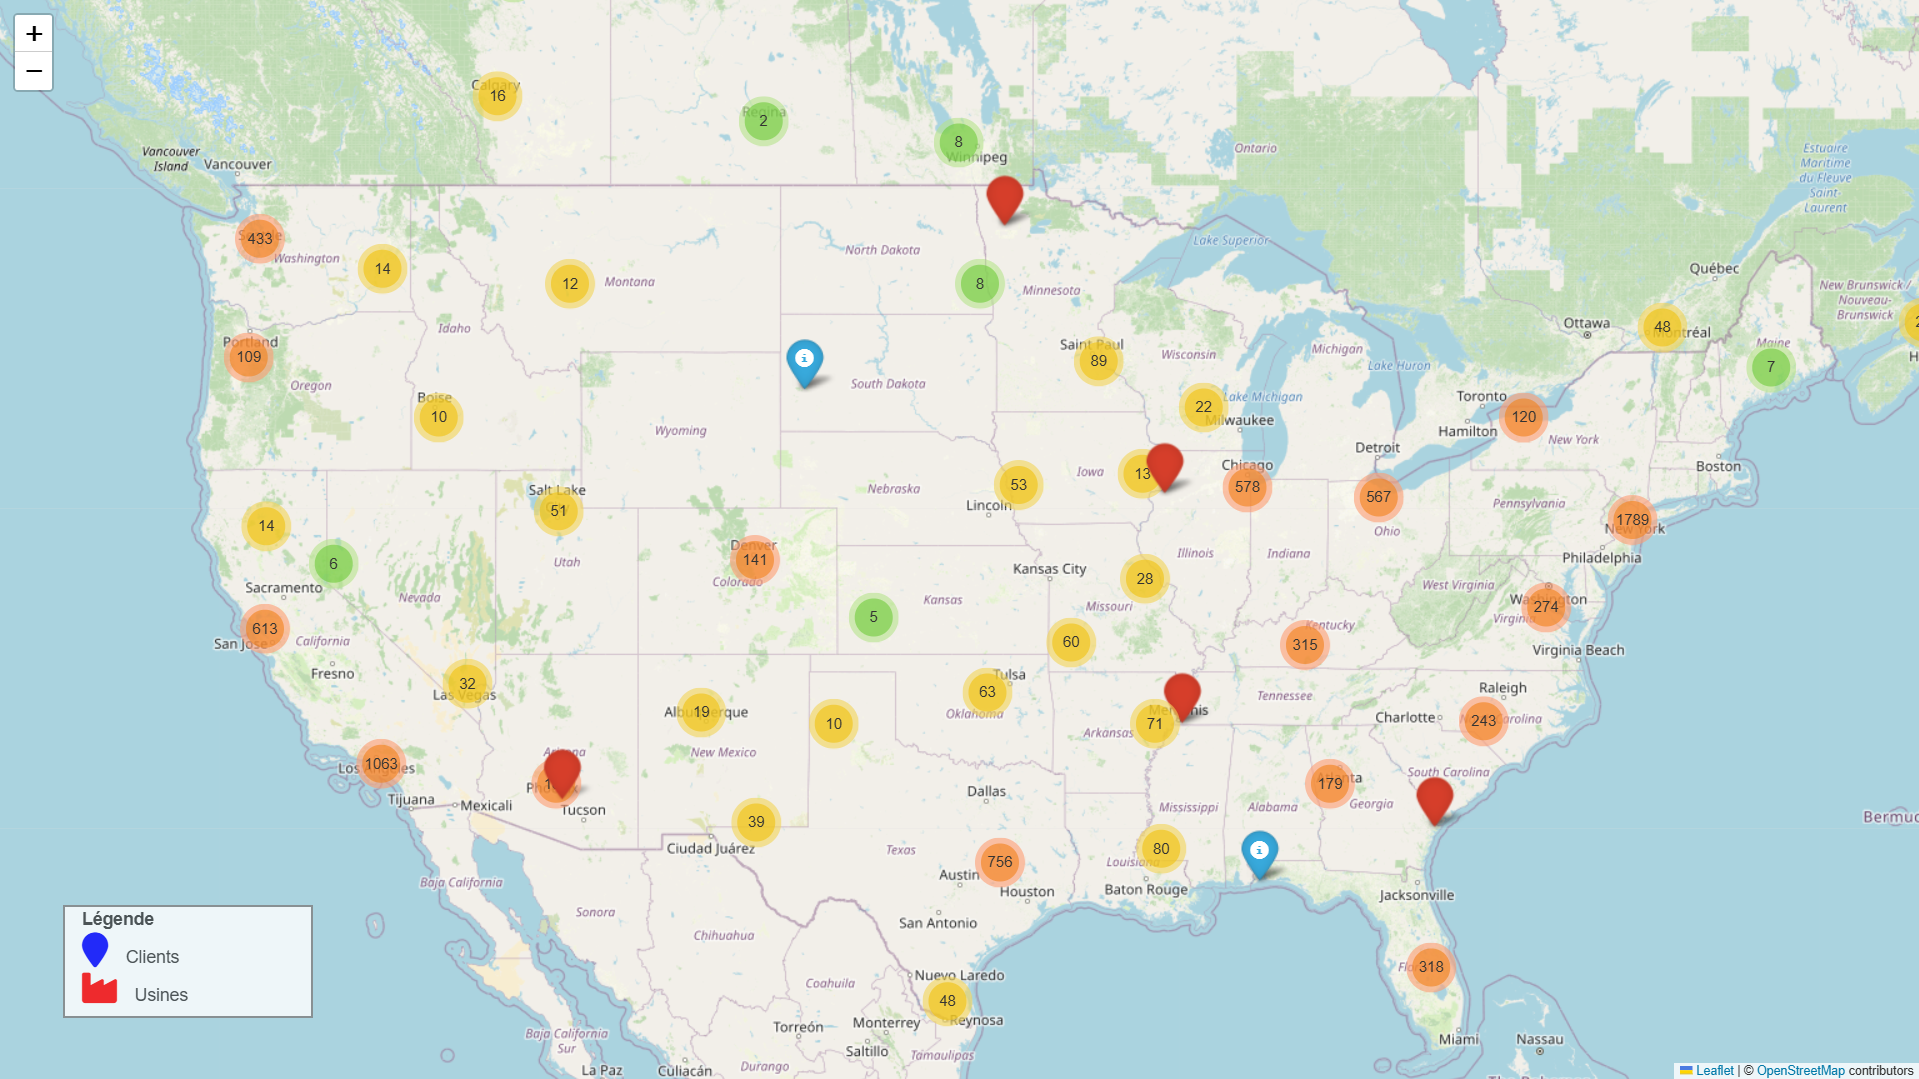 +
−
Calgary
16
Regina
2
8
Winnipeg
Vancouver
Island
Vancouver
Ontario
Estuaire
Maritime
du Fleuve
Saint-
Laurent
433
Washington
14
12
Montana
North Dakota
8
Minnesota
Lake Superior
Québec
New Brunswick /
Nouveau-
Brunswick
Idaho
Portland
109
Oregon
Boise
10
South Dakota
Saint Paul
89
Wisconsin
Michigan
Lake Huron
Ottawa
48
Montréal
Maine
7
22
Lake Michigan
Milwaukee
Toronto
120
Hamilton
New York
Wyoming
Detroit
Boston
Salt Lake
51
Nebraska
Lincoln
53
Iowa
13
Chicago
578
567
Ohio
Pennsylvania
1789
New York
Philadelphia
14
6
Sacramento
Nevada
Utah
Denver
141
Colorado
Kansas City
Kansas
5
28
Missouri
Illinois
Indiana
West Virginia
Washington
274
Virginia
613
San Jose
California
Fresno
60
Kentucky
315
Virginia Beach
32
Las Vegas
19
Albuquerque
New Mexico
10
Tulsa
63
Oklahoma
Memphis
71
Arkansas
Tennessee
Raleigh
Charlotte
243
North Carolina
1063
Los Angeles
Arizona
Phoenix
Tucson
Tijuana
Mexicali
Dallas
Mississippi
Alabama
Atlanta
179
Georgia
South Carolina
39
Ciudad Juárez
Texas
756
Austin
Houston
80
Louisiana
Baton Rouge
Jacksonville
Baja California
Sonora
Chihuahua
San Antonio
Légende
Clients
Usines
Coahuila
Nuevo Laredo
48
Reynosa
318
Baja California
Sur
Torreón
Monterrey
Saltillo
Tamaulipas
Miami
Nassau
La Paz
Culiacán
Durango
Leaflet | © OpenStreetMap contributors